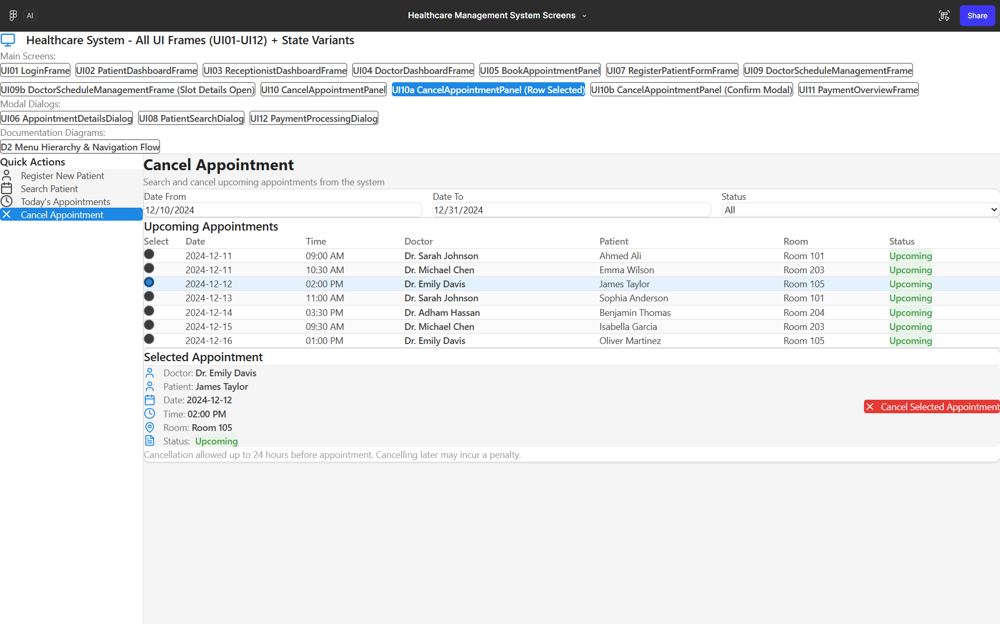 AI
Healthcare Management System Screens
Share
Healthcare System - All UI Frames (UI01-UI12) + State Variants
Main Screens:
UI01 LoginFrame UI02 PatientDashboardFrame UI03 ReceptionistDashboardFrame UI04 DoctorDashboardFrame UI05 BookAppointmentPanel UI07 RegisterPatientFormFrame UI09 DoctorScheduleManagementFrame
UI09b DoctorScheduleManagementFrame (Slot Details Open) UI10 CancelAppointmentPanel UI10a CancelAppointmentPanel (Row Selected) UI10b CancelAppointmentPanel (Confirm Modal) UI11 PaymentOverviewFrame
Modal Dialogs:
UI06 AppointmentDetailsDialog UI08 PatientSearchDialog UI12 PaymentProcessingDialog
Documentation Diagrams:
D2 Menu Hierarchy & Navigation Flow
Quick Actions
Register New Patient
Search Patient
Today's Appointments
Cancel Appointment
Cancel Appointment
Search and cancel upcoming appointments from the system
Date From Date To Status
12/10/2024 12/31/2024 All
Upcoming Appointments
Select Date Time Doctor Patient Room Status
2024-12-11 09:00 AM Dr. Sarah Johnson Ahmed Ali Room 101 Upcoming
2024-12-11 10:30 AM Dr. Michael Chen Emma Wilson Room 203 Upcoming
2024-12-12 02:00 PM Dr. Emily Davis James Taylor Room 105 Upcoming
2024-12-13 11:00 AM Dr. Sarah Johnson Sophia Anderson Room 101 Upcoming
2024-12-14 03:30 PM Dr. Adham Hassan Benjamin Thomas Room 204 Upcoming
2024-12-15 09:30 AM Dr. Michael Chen Isabella Garcia Room 203 Upcoming
2024-12-16 01:00 PM Dr. Emily Davis Oliver Martinez Room 105 Upcoming
Selected Appointment
Doctor: Dr. Emily Davis
Patient: James Taylor
Date: 2024-12-12
Time: 02:00 PM
Room: Room 105
Status: Upcoming
Cancel Selected Appointment
Cancellation allowed up to 24 hours before appointment. Cancelling later may incur a penalty.